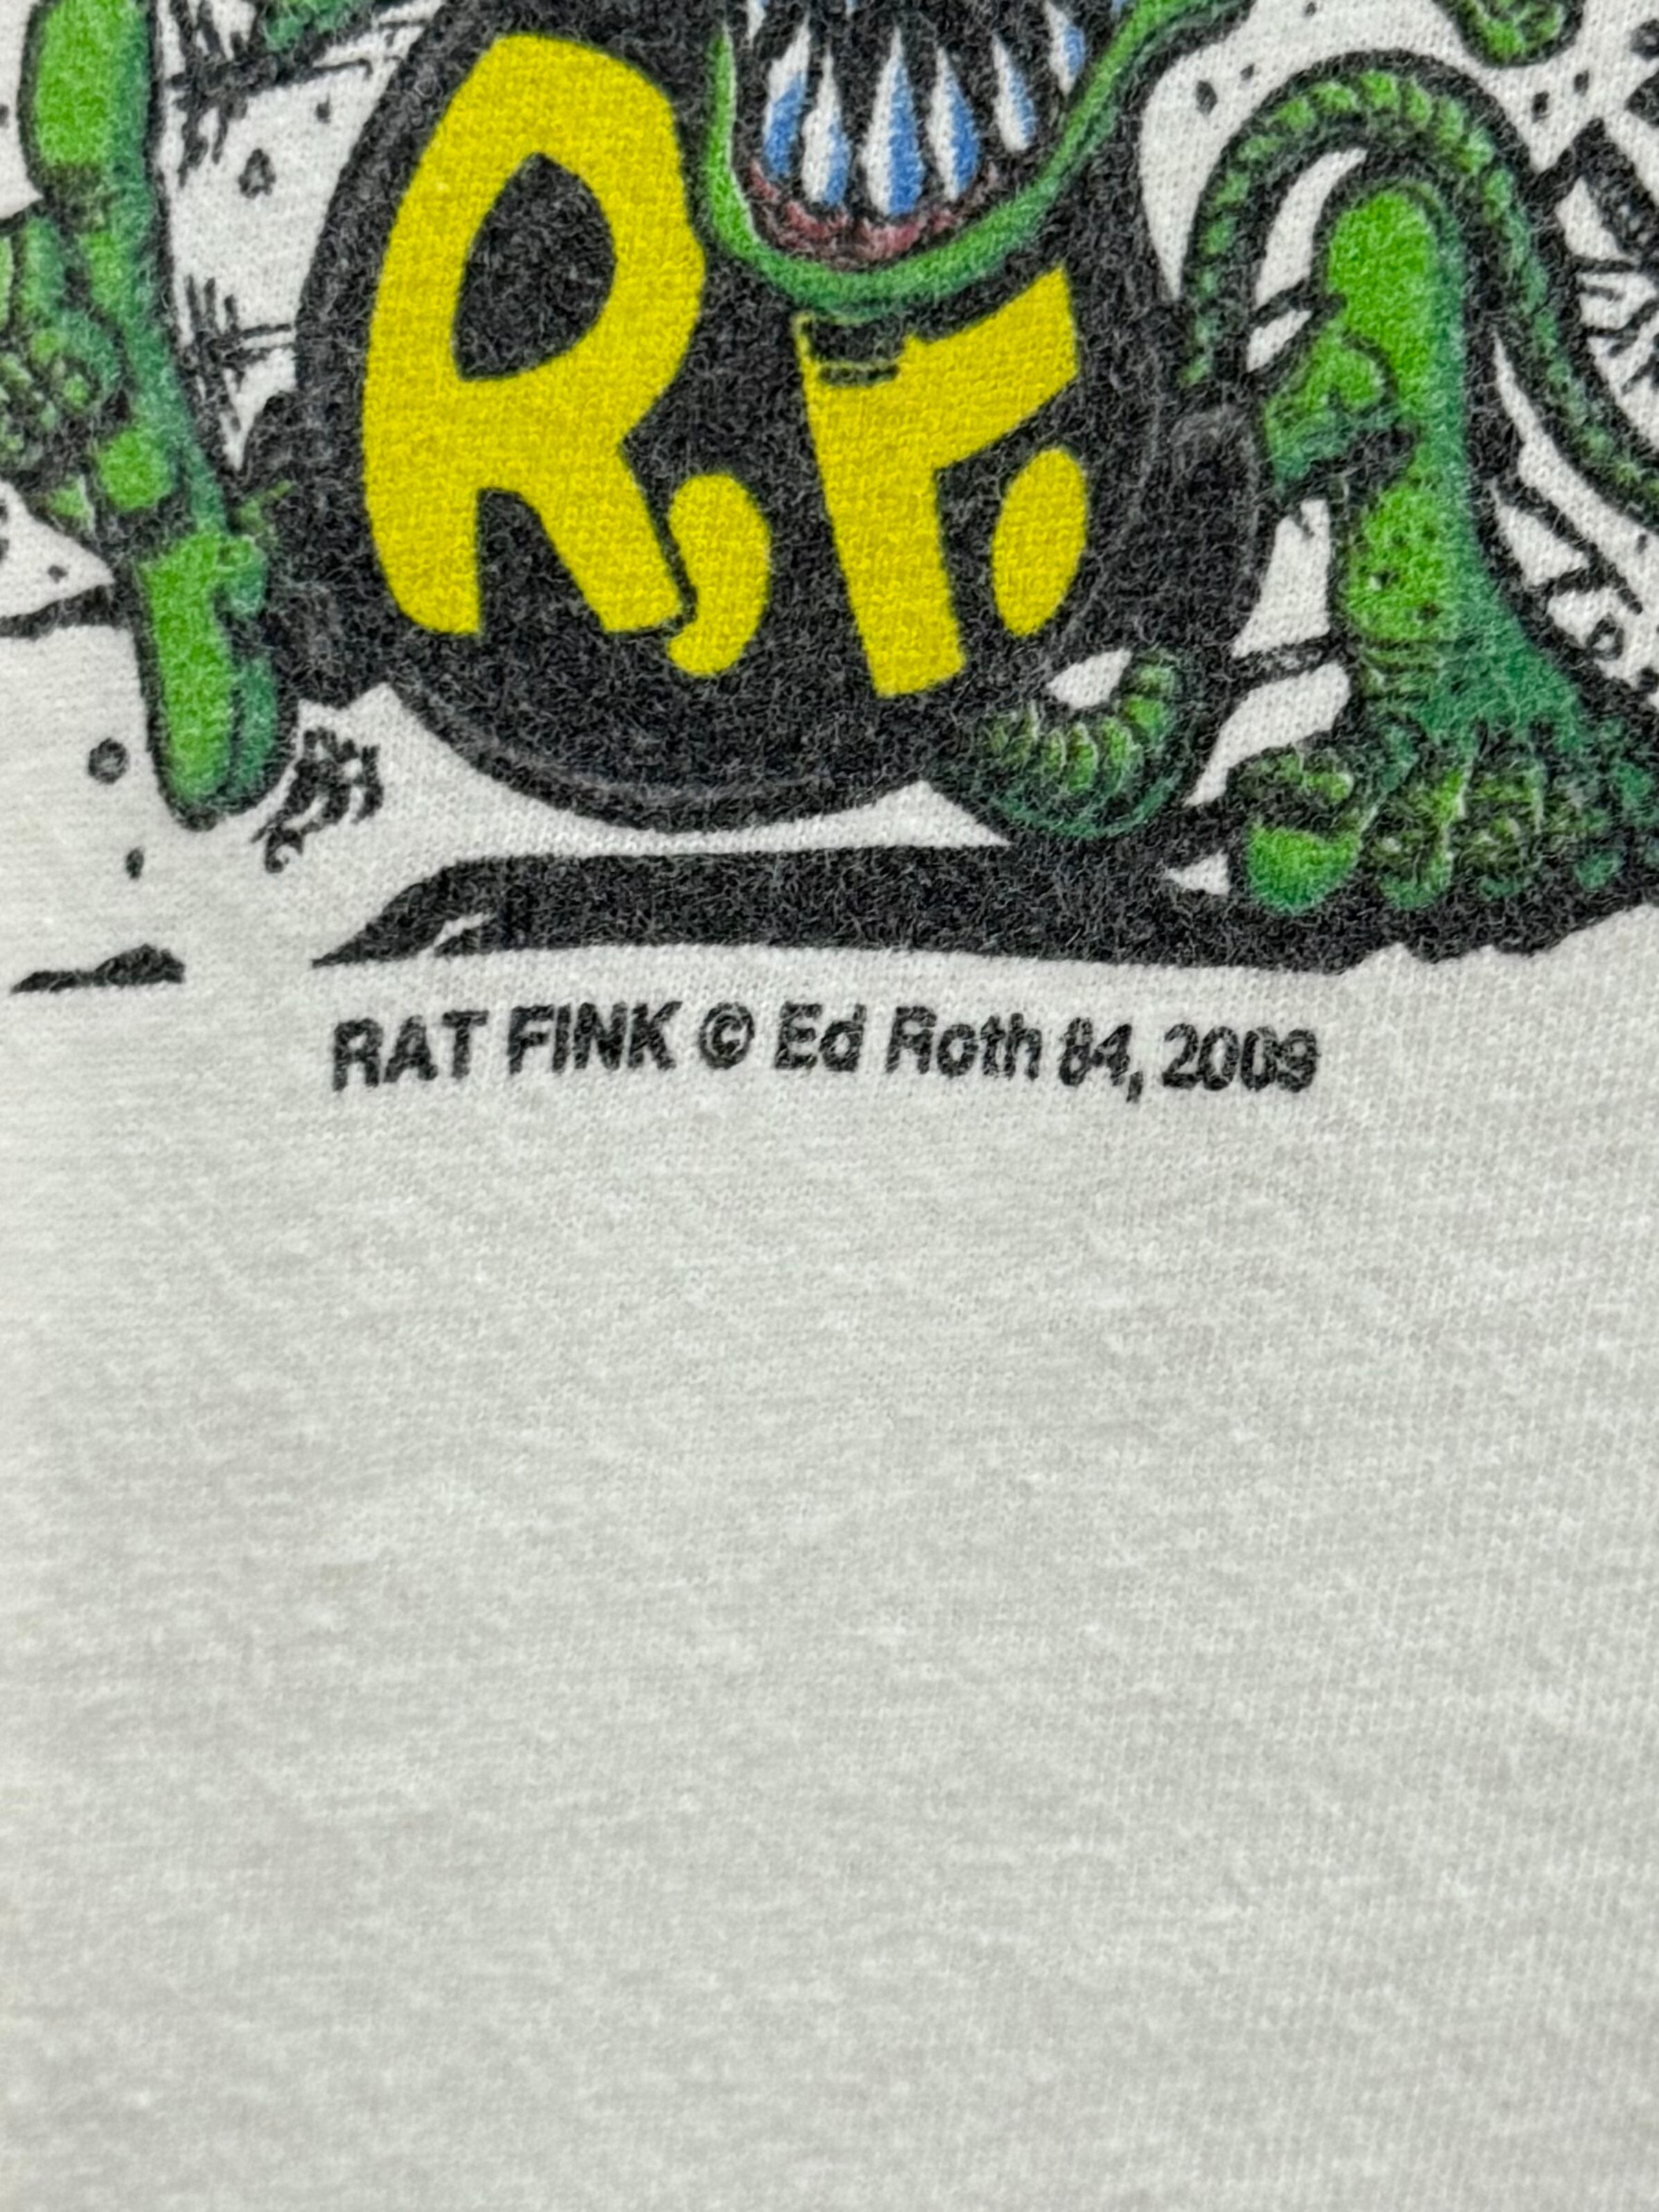 R,F.
RAT FINK © Ed Roth 84, 2009